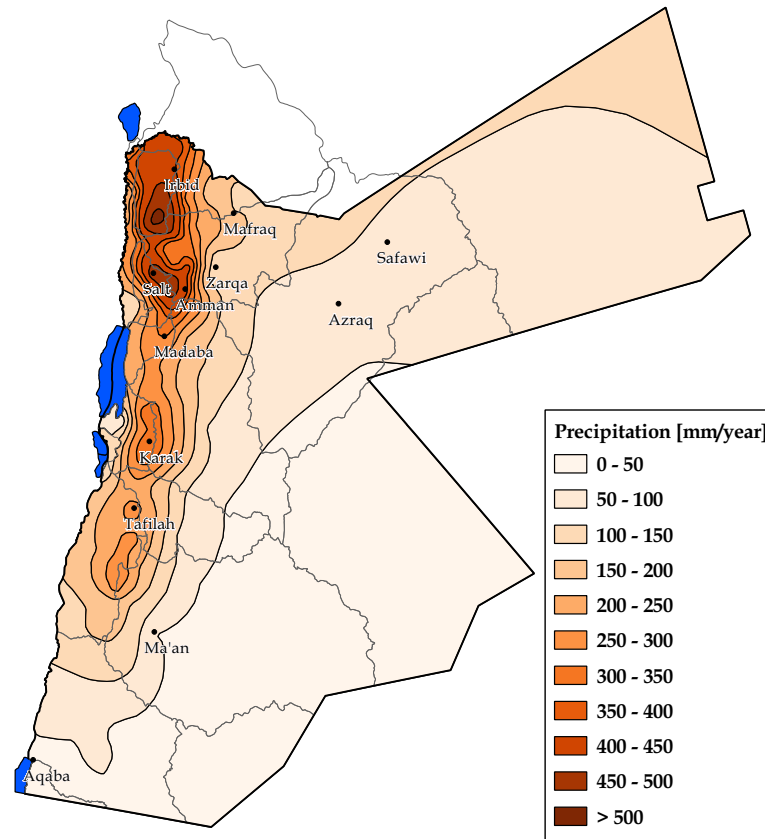 Irbid
Mafraq
Safawi
Zarqa
Salt
Amman
Azraq
Madaba
Karak
Tafilah
Ma'an
Aqaba
Precipitation [mm/year]
0 - 50
50 - 100
100 - 150
150 - 200
200 - 250
250 - 300
300 - 350
350 - 400
400 - 450
450 - 500
> 500